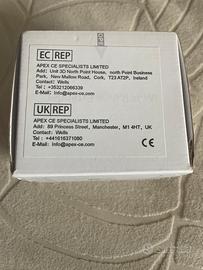 EC REP
APEX CE SPECIALISTS LIMITED
Add: Unit 3D North Point House, north Point Business
Park, New Mallow Road, Cork, T23 AT2P, Ireland
Contact: Wells
Tel: +353212066339
E-Mail: Info@apex-ce.com
UK REP
APEX CE SPECIALISTS LIMITED
Add: 89 Princess Street, Manchester, M1 4HT, UK
Contact: Wells
Tel: +441616371080
E-Mail: Info@apex-ce.com
CE